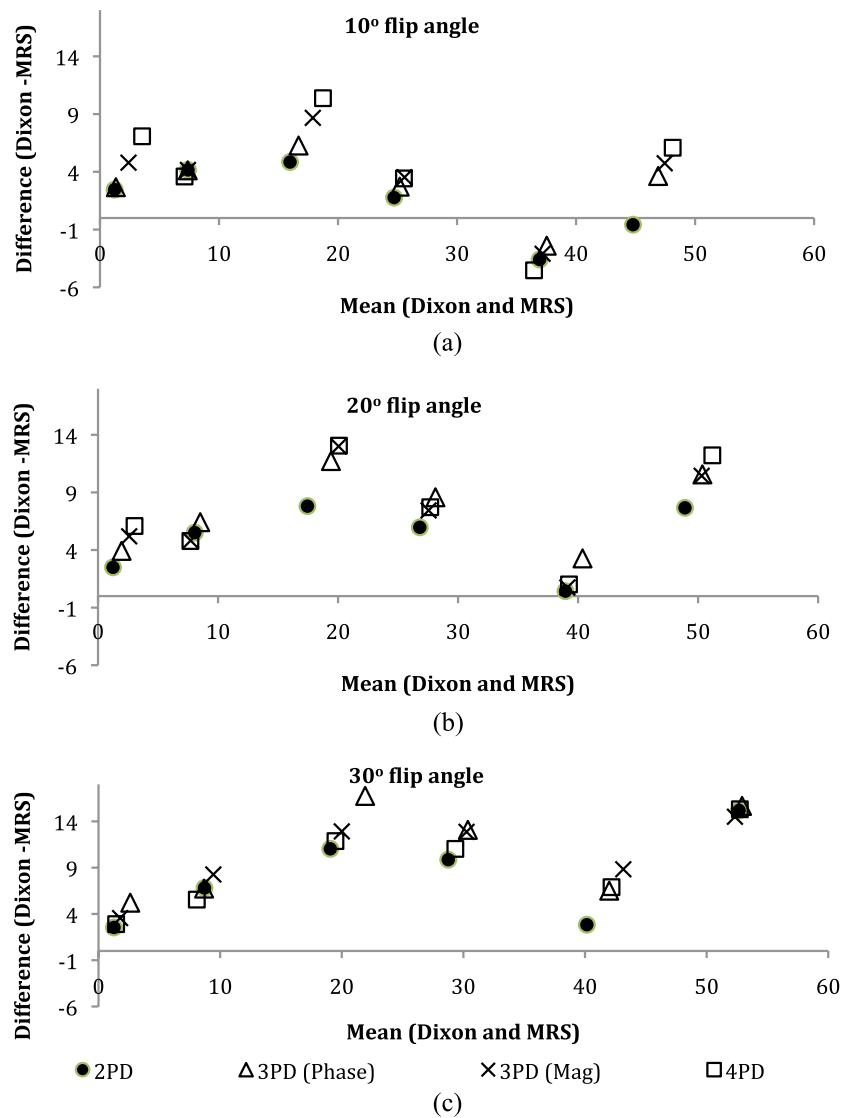 10º flip angle
Difference (Dixon -MRS)
14
9
4
-1
-6
0 10 20 30 40 50 60
Mean (Dixon and MRS)
(a)
20º flip angle
Difference (Dixon -MRS)
14
9
4
-1
-6
0 10 20 30 40 50 60
Mean (Dixon and MRS)
(b)
30º flip angle
Difference (Dixon -MRS)
14
9
4
-1
-6
0 10 20 30 40 50 60
Mean (Dixon and MRS)
2PD 3PD (Phase) 3PD (Mag) 4PD
(c)